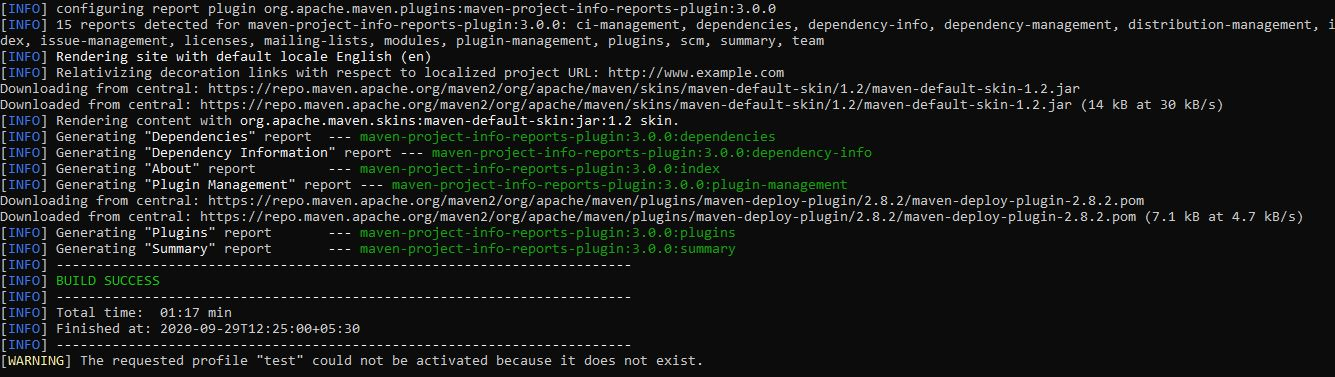 [INFO] configuring report plugin org.apache.maven.plugins:maven-project-info-reports-plugin:3.0.0
[INFO] 15 reports detected for maven-project-info-reports-plugin:3.0.0: ci-management, dependencies, dependency-info, dependency-management, distribution-management, i
dex, issue-management, licenses, mailing-lists, modules, plugin-management, plugins, scm, summary, team
[INFO] Rendering site with default locale English (en)
[INFO] Relativizing decoration links with respect to localized project URL: http://www.example.com
Downloading from central: https://repo.maven.apache.org/maven2/org/apache/maven/skins/maven-default-skin/1.2/maven-default-skin-1.2.jar
Downloaded from central: https://repo.maven.apache.org/maven2/org/apache/maven/skins/maven-default-skin/1.2/maven-default-skin-1.2.jar (14 kB at 30 kB/s)
[INFO] Rendering content with org.apache.maven.skins:maven-default-skin:jar:1.2 skin.
[INFO] Generating "Dependencies" report  --- maven-project-info-reports-plugin:3.0.0:dependencies
[INFO] Generating "Dependency Information" report --- maven-project-info-reports-plugin:3.0.0:dependency-info
[INFO] Generating "About" report         --- maven-project-info-reports-plugin:3.0.0:index
[INFO] Generating "Plugin Management" report --- maven-project-info-reports-plugin:3.0.0:plugin-management
Downloading from central: https://repo.maven.apache.org/maven2/org/apache/maven/plugins/maven-deploy-plugin/2.8.2/maven-deploy-plugin-2.8.2.pom
Downloaded from central: https://repo.maven.apache.org/maven2/org/apache/maven/plugins/maven-deploy-plugin/2.8.2/maven-deploy-plugin-2.8.2.pom (7.1 kB at 4.7 kB/s)
[INFO] Generating "Plugins" report       --- maven-project-info-reports-plugin:3.0.0:plugins
[INFO] Generating "Summary" report       --- maven-project-info-reports-plugin:3.0.0:summary
[INFO] ------------------------------------------------------------------------
[INFO] BUILD SUCCESS
[INFO] ------------------------------------------------------------------------
[INFO] Total time:  01:17 min
[INFO] Finished at: 2020-09-29T12:25:00+05:30
[INFO] ------------------------------------------------------------------------
[WARNING] The requested profile "test" could not be activated because it does not exist.